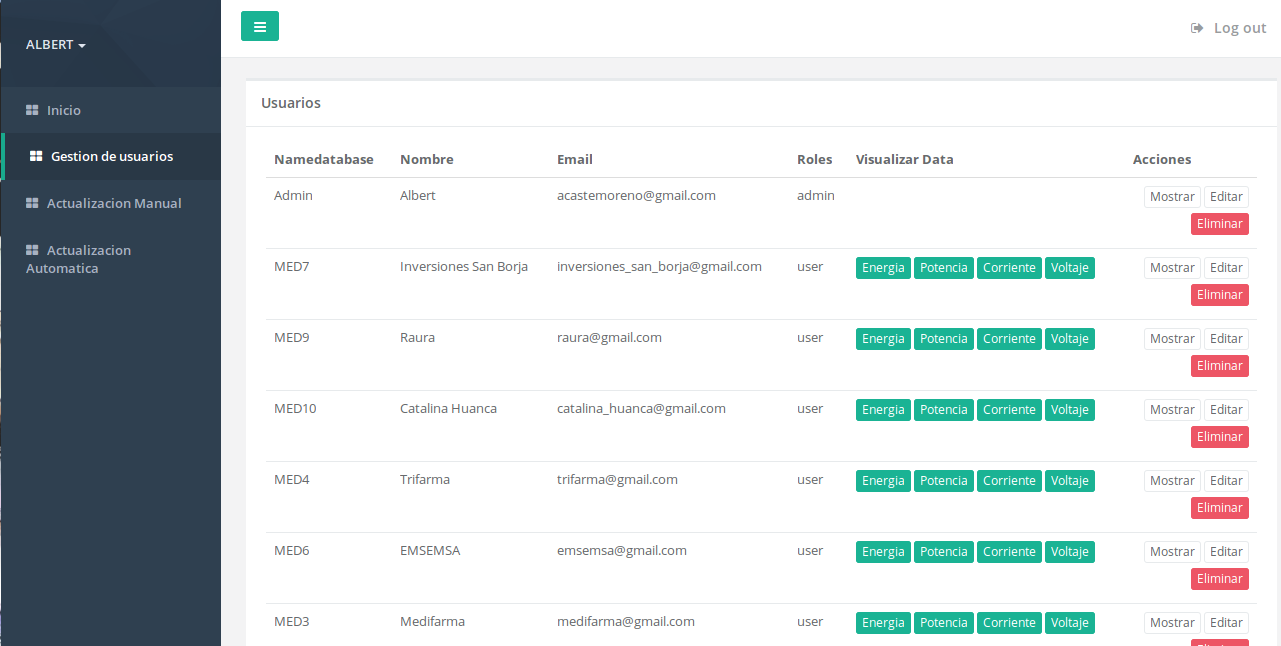 ALBERT
Log out
Inicio
Gestion de usuarios
Actualizacion Manual
Actualizacion
Automatica
Usuarios
Namedatabase Nombre Email Roles Visualizar Data Acciones
Admin Albert acastemoreno@gmail.com admin Mostrar Editar
Eliminar
MED7 Inversiones San Borja inversiones_san_borja@gmail.com user Energia Potencia Corriente Voltaje Mostrar Editar
Eliminar
MED9 Raura raura@gmail.com user Energia Potencia Corriente Voltaje Mostrar Editar
Eliminar
MED10 Catalina Huanca catalina_huanca@gmail.com user Energia Potencia Corriente Voltaje Mostrar Editar
Eliminar
MED4 Trifarma trifarma@gmail.com user Energia Potencia Corriente Voltaje Mostrar Editar
Eliminar
MED6 EMSEMSA emsemsa@gmail.com user Energia Potencia Corriente Voltaje Mostrar Editar
Eliminar
MED3 Medifarma medifarma@gmail.com user Energia Potencia Corriente Voltaje Mostrar Editar